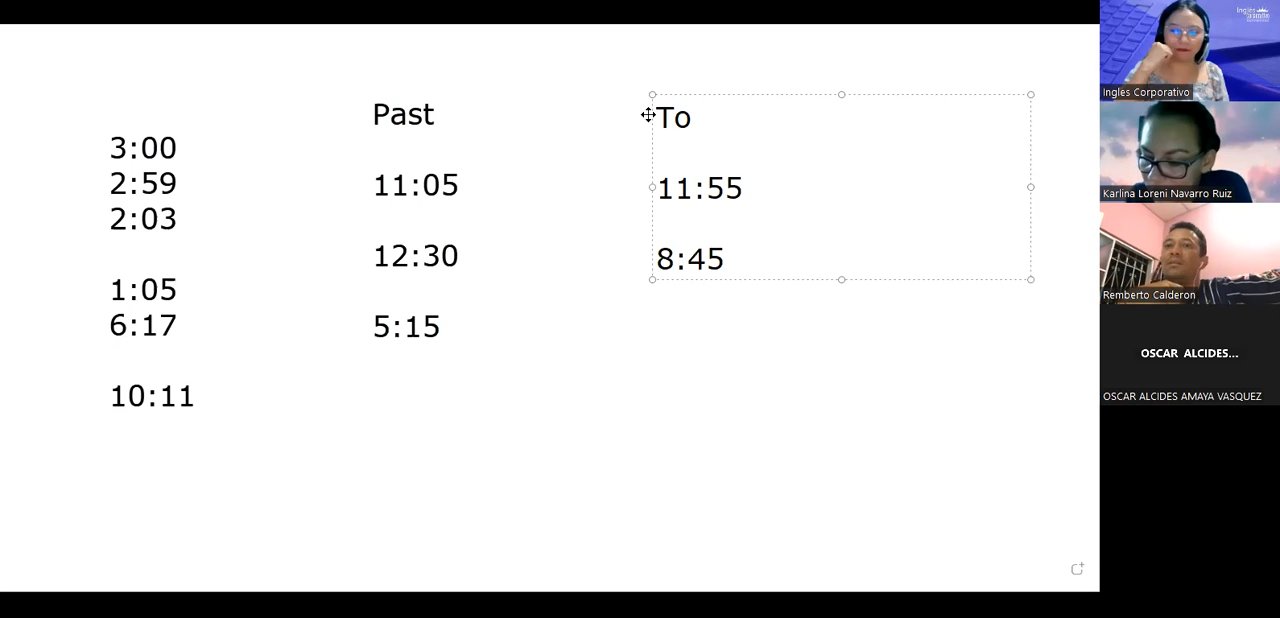 3:00
2:59
2:03
1:05
6:17
10:11
Past
11:05
12:30
5:15
To
11:55
8:45
Ingles Corporativo
Karlina Loreni Navarro Ruiz
Remberto Calderon
OSCAR ALCIDES...
OSCAR ALCIDES AMAYA VASQUEZ